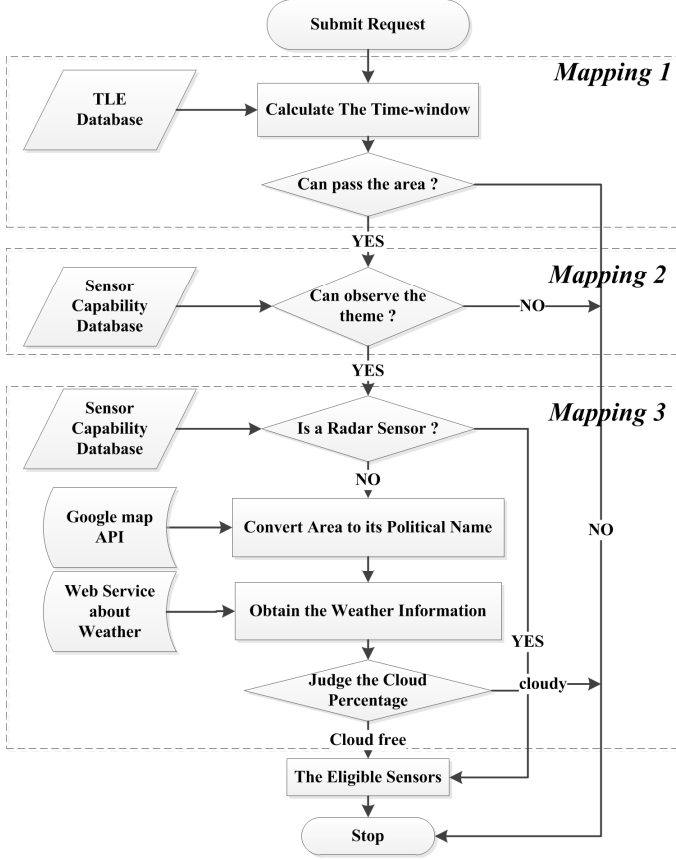 Submit Request
Mapping 1
TLE
Database
Calculate The Time-window
Can pass the area ?
YES
Mapping 2
Sensor
Capability
Database
Can observe the
theme ?
NO
YES
Mapping 3
Sensor
Capability
Database
Is a Radar Sensor ?
NO
Google map
API
Convert Area to its Political Name
NO
Web Service
about
Weather
Obtain the Weather Information
YES
Judge the Cloud
Percentage
cloudy
Cloud free
The Eligible Sensors
Stop